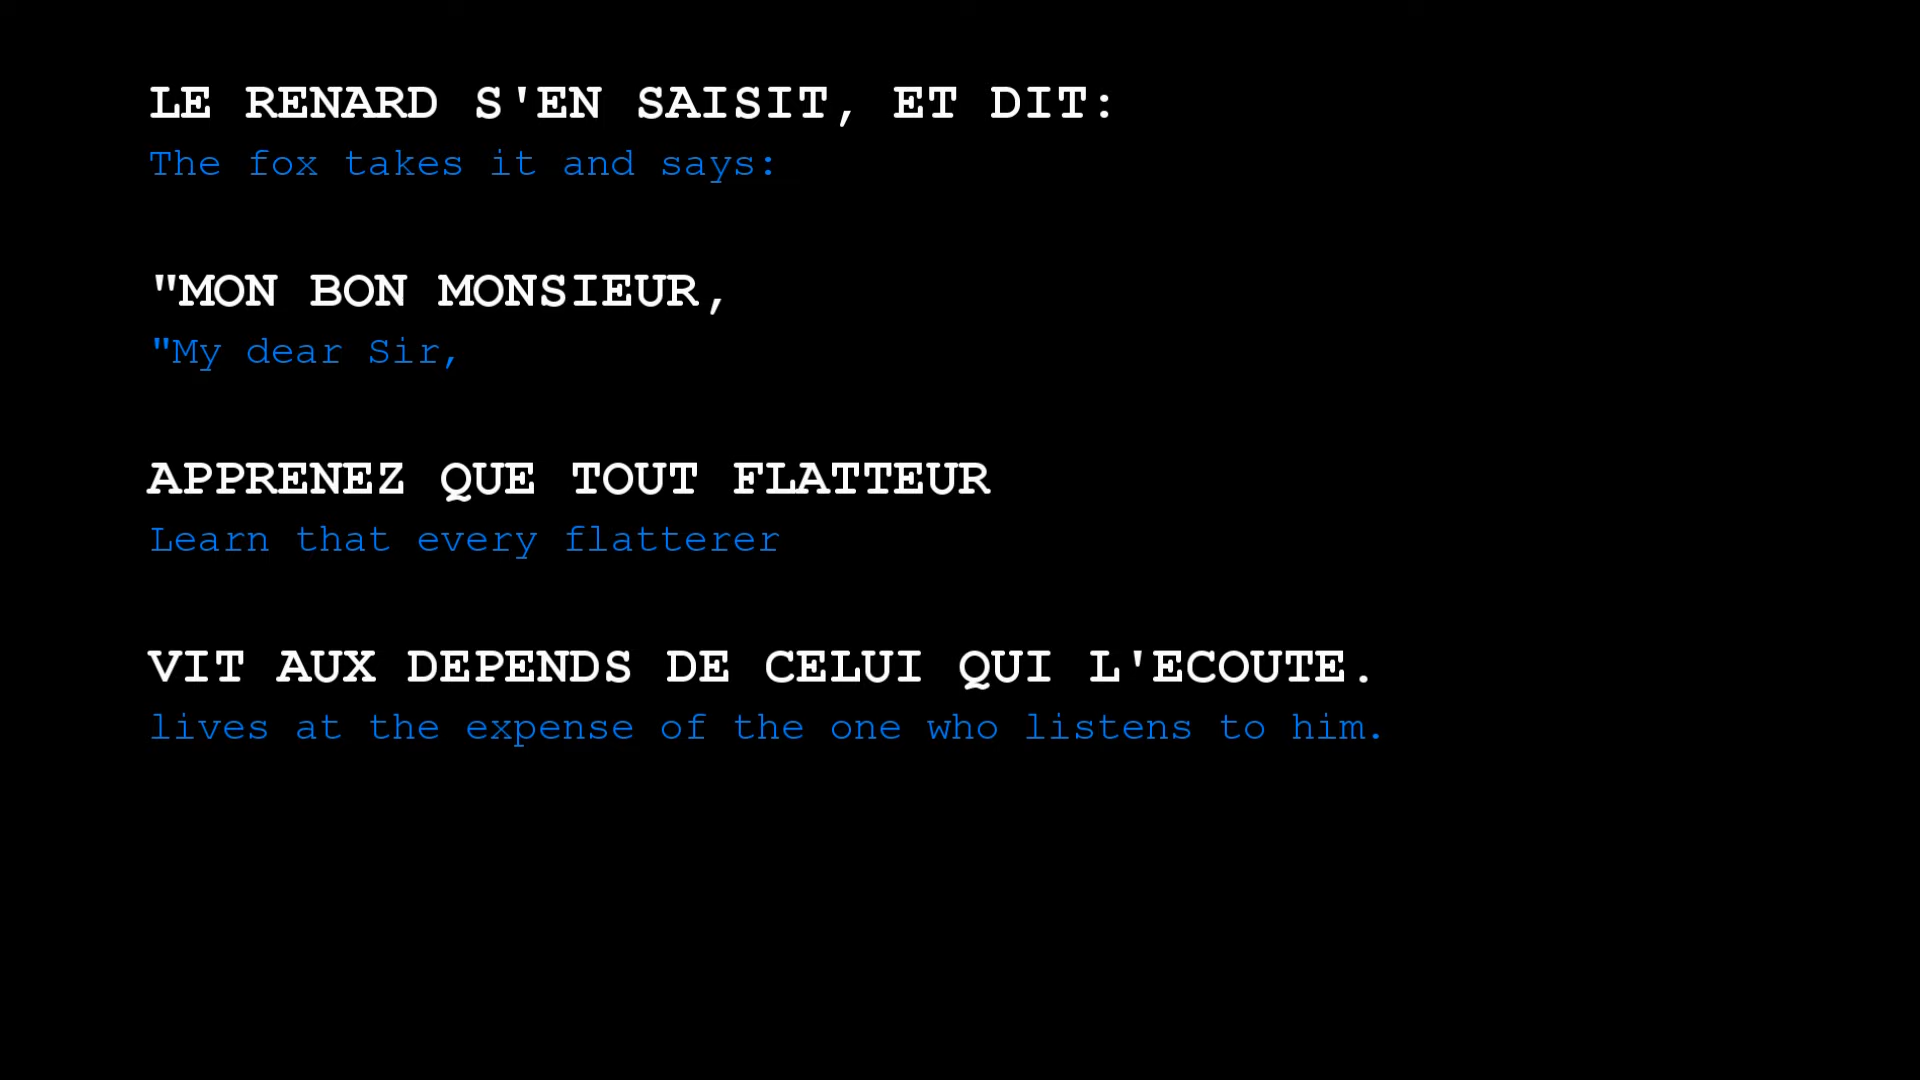 LE RENARD S'EN SAISIT, ET DIT:
The fox takes it and says:
"MON BON MONSIEUR,
"My dear Sir,
APPRENEZ QUE TOUT FLATTEUR
Learn that every flatterer
VIT AUX DEPENDS DE CELUI QUI L'ECOUTE.
lives at the expense of the one who listens to him.